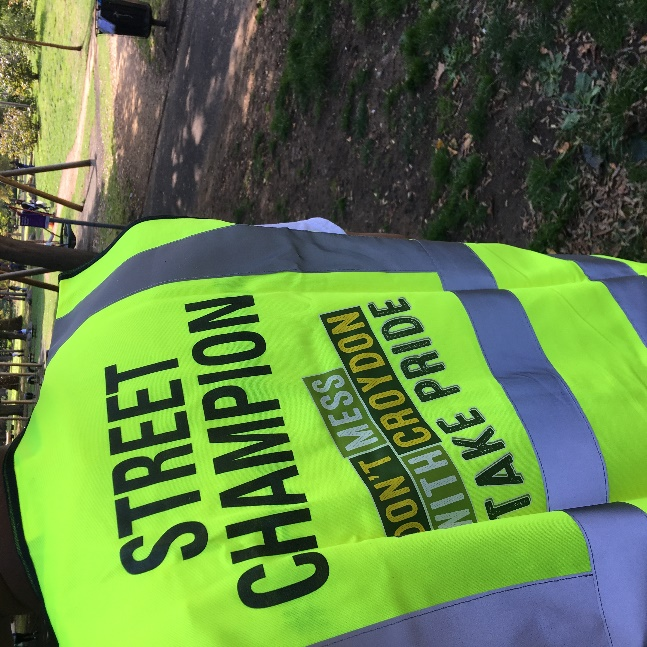 STREET
CHAMPION
DON'T MESS
WITH CROYDON
TAKE PRIDE